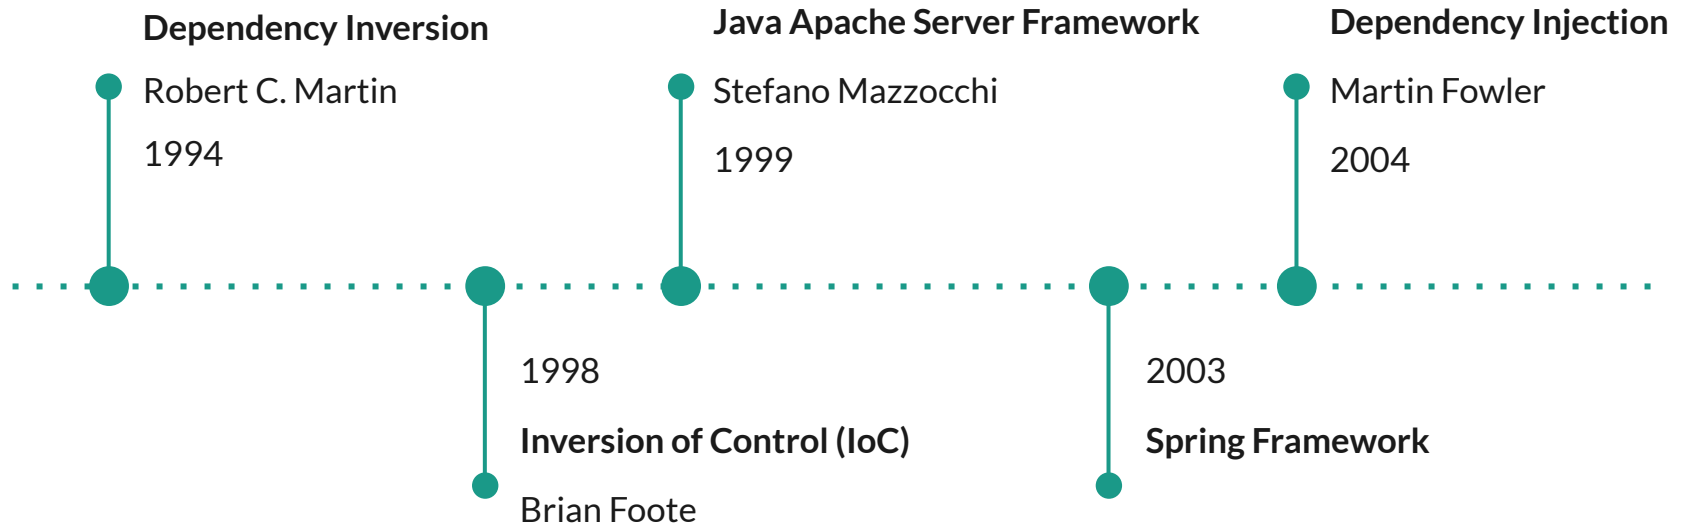 Dependency Inversion
Robert C. Martin
1994
1998
Inversion of Control (IoC)
Brian Foote
Java Apache Server Framework
Stefano Mazzocchi
1999
2003
Spring Framework
Dependency Injection
Martin Fowler
2004